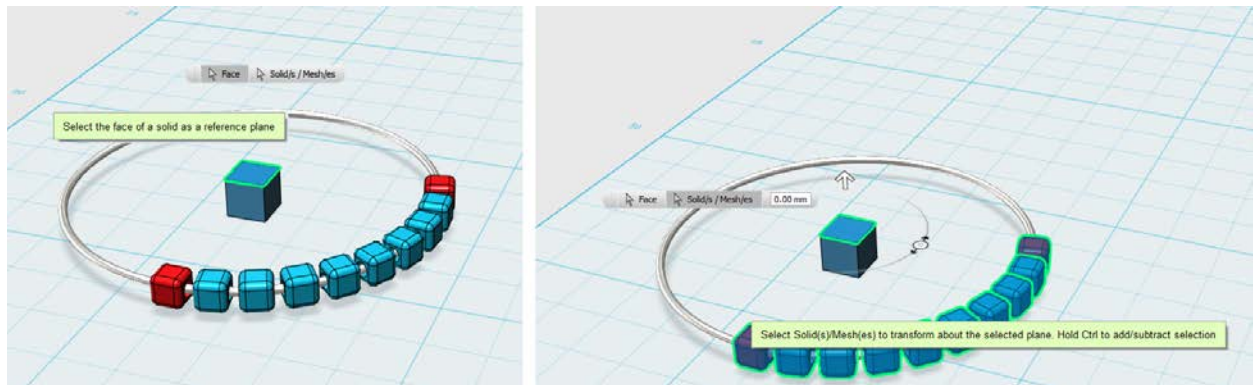 Face Solid/s / Mesh/es
Select the face of a solid as a reference plane
Face Solid/s / Mesh/es 0.00 mm
Select Solid(s)/Mesh(es) to transform about the selected plane. Hold Ctrl to add/subtract selection